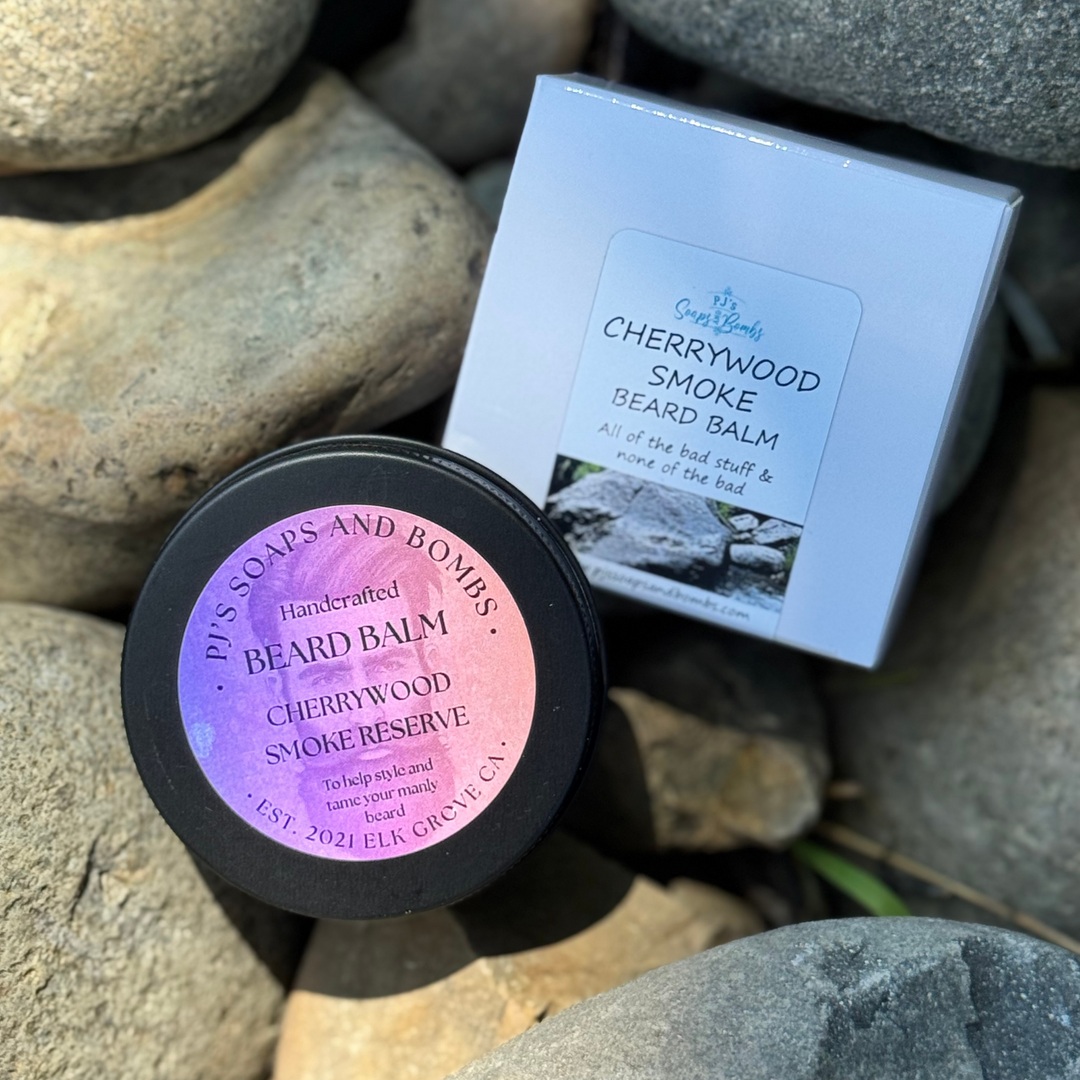 PJ's
Soaps & Bombs
CHERRYWOOD
SMOKE
BEARD BALM
All of the bad stuff &
none of the bad
PJ'S SOAPS AND BOMBS
Handcrafted
BEARD BALM
CHERRYWOOD
SMOKE RESERVE
To help style and
tame your manly
beard
EST. 2021 ELK GROVE CA